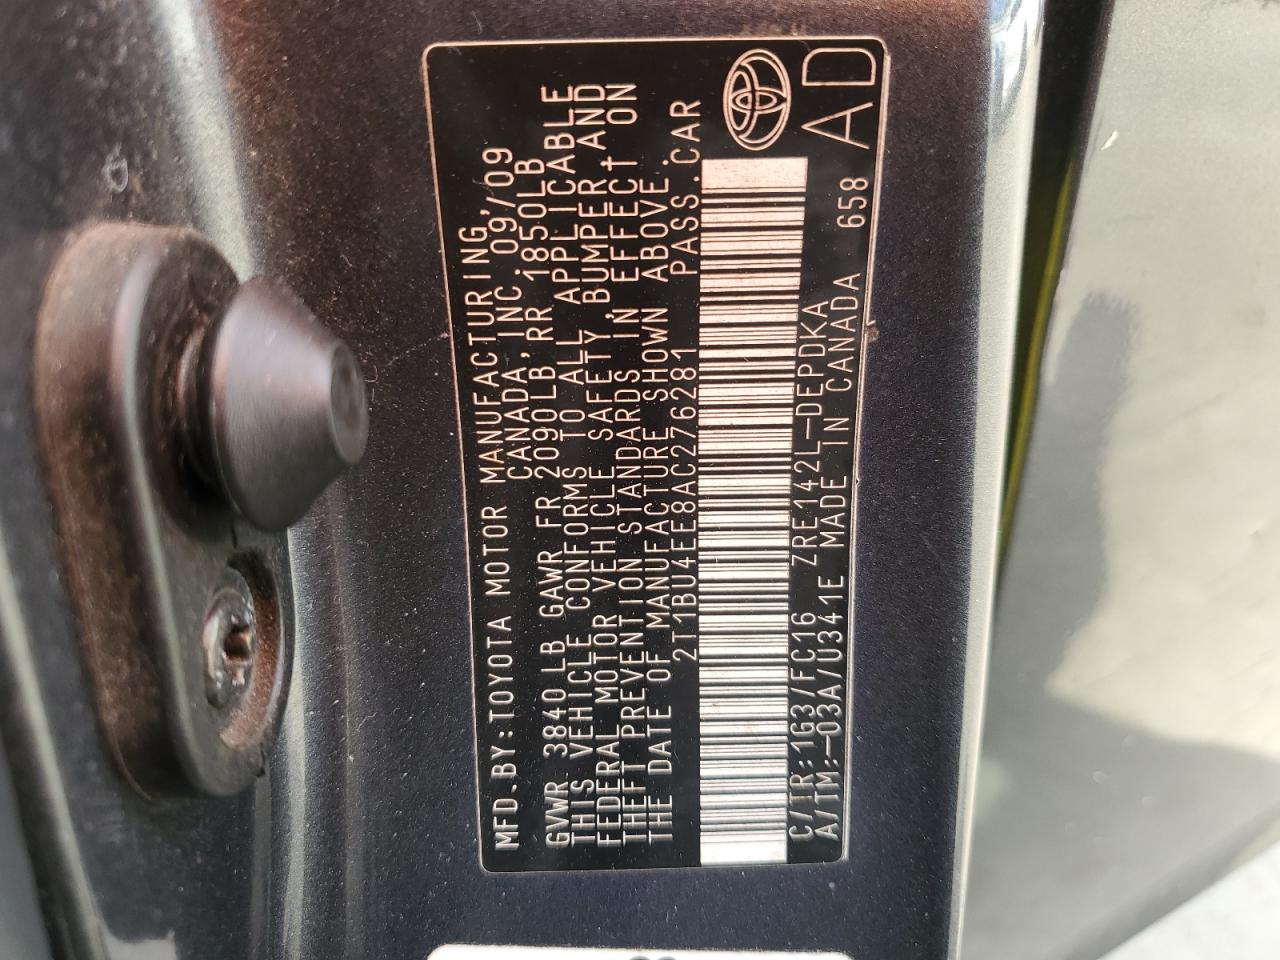 MFD.BY:TOYOTA MOTOR MANUFACTURING,
CANADA,INC. 09/09
GVWR 3840 LB GAWR FR 2090LB,RR 1850LB
THIS VEHICLE CONFORMS TO ALL APPLICABLE
FEDERAL MOTOR VEHICLE SAFETY, BUMPER, AND
THEFT PREVENTION STANDARDS IN EFFECT ON
THE DATE OF MANUFACTURE SHOWN ABOVE.
2T1BU4EE8AC276281 PASS.CAR
C/TR:1G3/FC16 ZRE142L-DEPDKA
A/TM:-03A/U341E MADE IN CANADA 658
AD